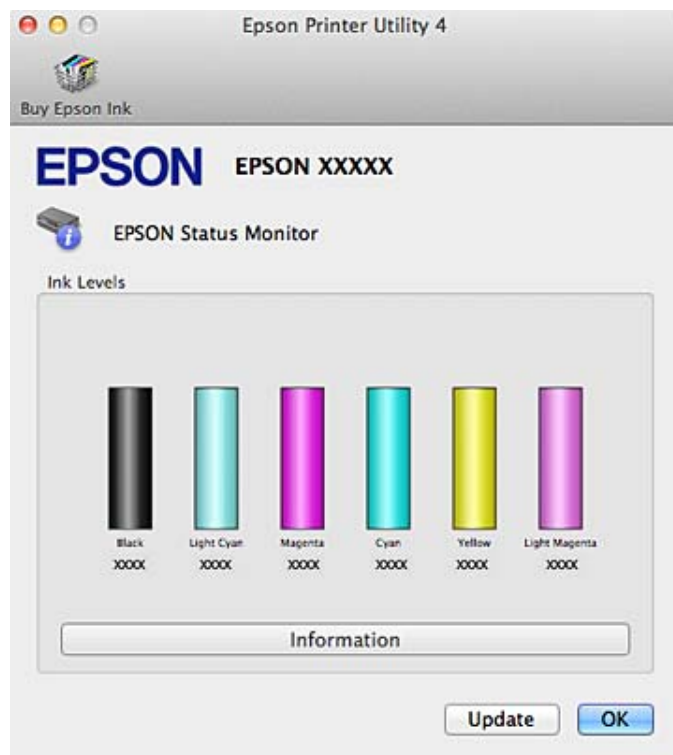 Epson Printer Utility 4
Buy Epson Ink
EPSON EPSON XXXXX
EPSON Status Monitor
Ink Levels
Black Light Cyan Magenta Cyan Yellow Light Magenta
XXXX XXXX XXXX XXXX XXXX XXXX
Information
Update OK